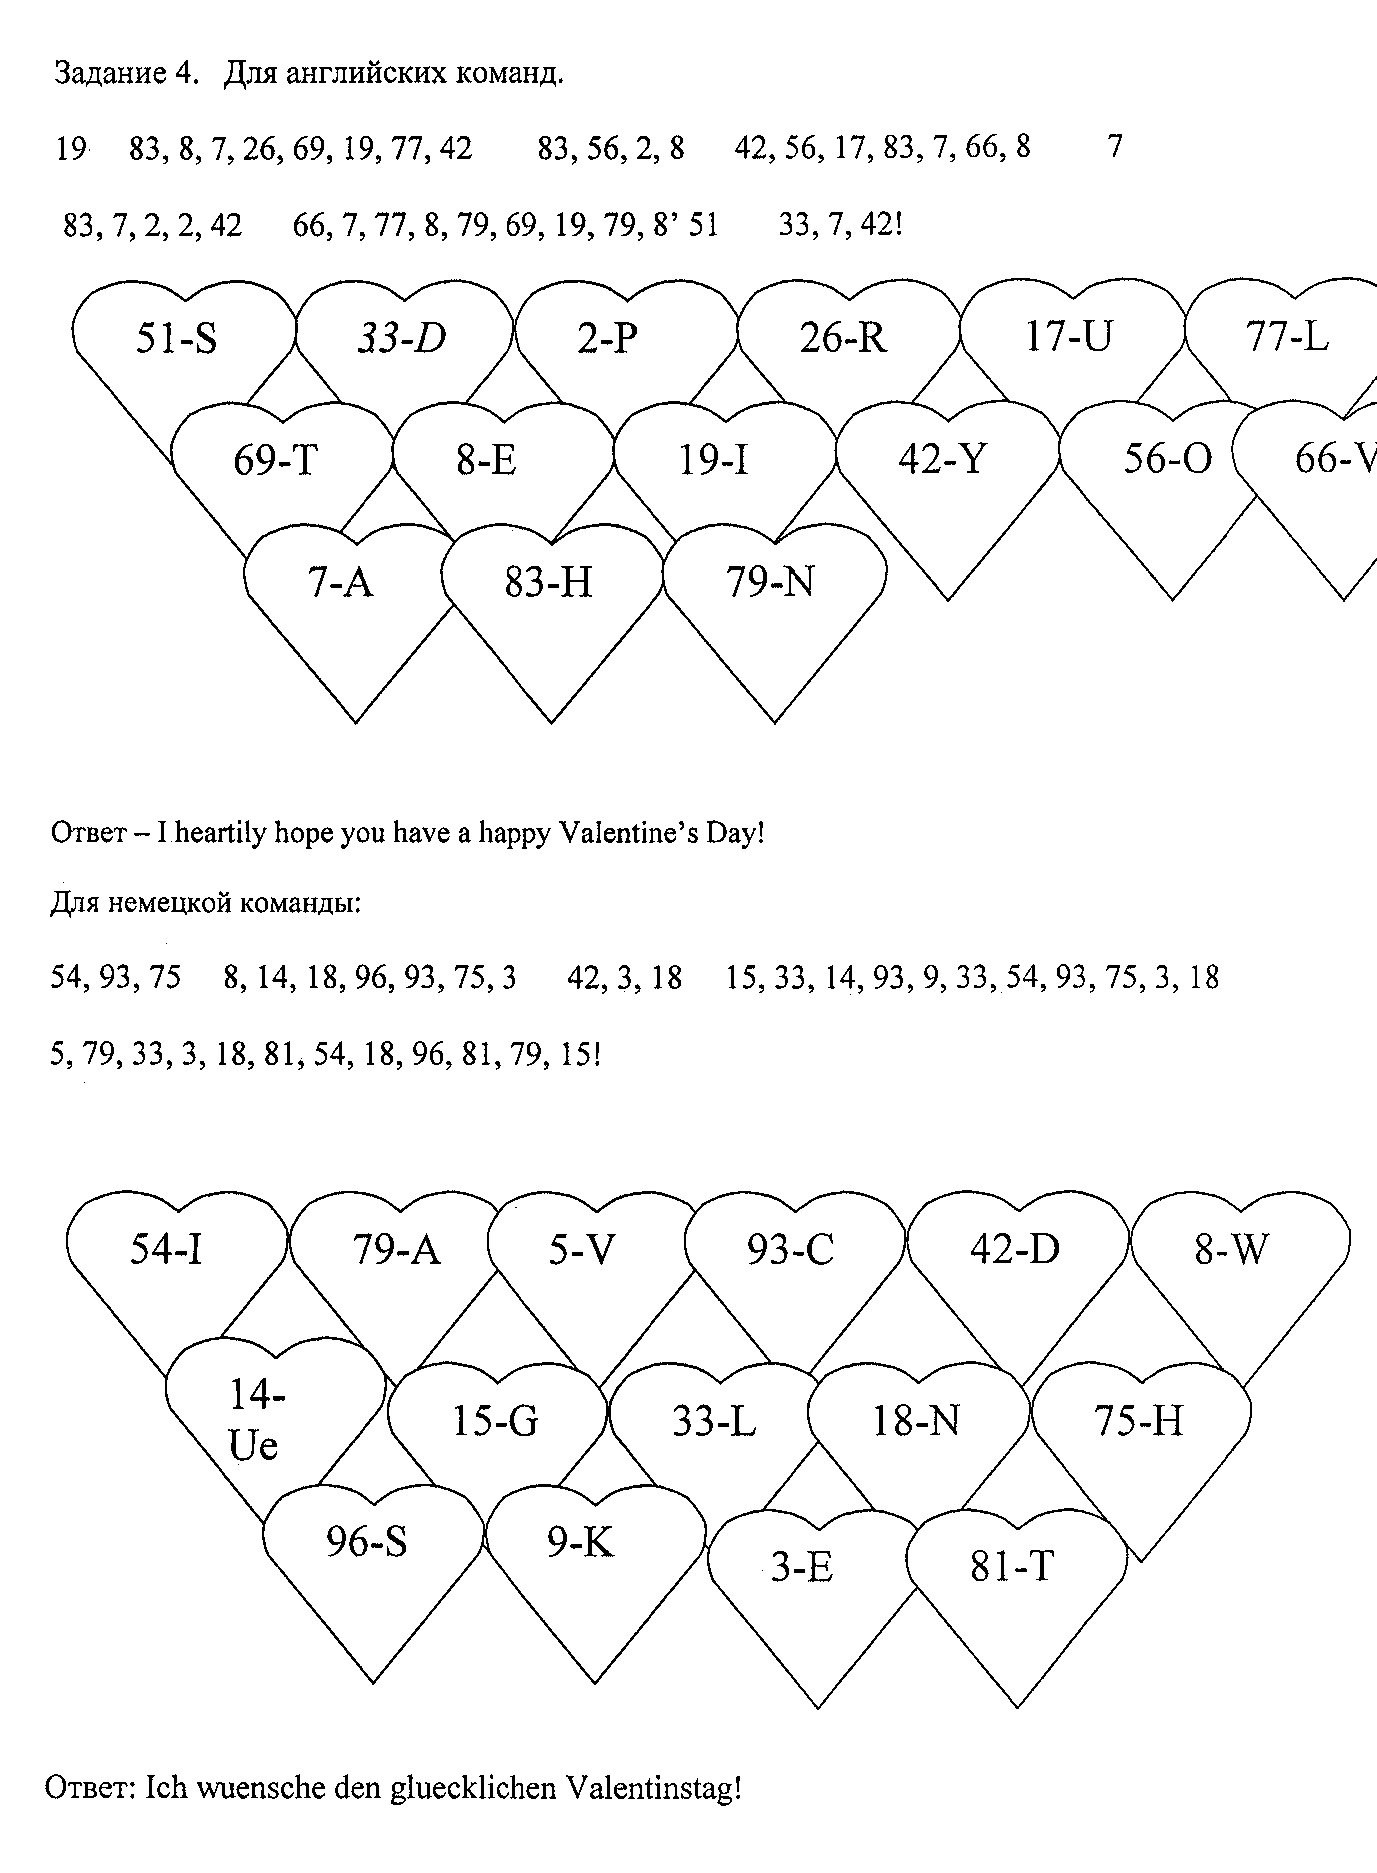 Задание 4. Для английских команд.
19 83, 8, 7, 26, 69, 19, 77, 42 83, 56, 2, 8 42, 56, 17, 83, 7, 66, 8 7
83, 7, 2, 2, 42 66, 7, 77, 8, 79, 69, 19, 79, 8’ 51 33, 7, 42!
51-S 33-D 2-P 26-R 17-U 77-L
69-T 8-E 19-I 42-Y 56-O 66-V
7-A 83-H 79-N
Ответ – I heartily hope you have a happy Valentine’s Day!
Для немецкой команды:
54, 93, 75 8, 14, 18, 96, 93, 75, 3 42, 3, 18 15, 33, 14, 93, 9, 33, 54, 93, 75, 3, 18
5, 79, 33, 3, 18, 81, 54, 18, 96, 81, 79, 15!
54-I 79-A 5-V 93-C 42-D 8-W
14-
Ue
15-G 33-L 18-N 75-H
96-S 9-K 3-E 81-T
Ответ: Ich wuensche den gluecklichen Valentinstag!